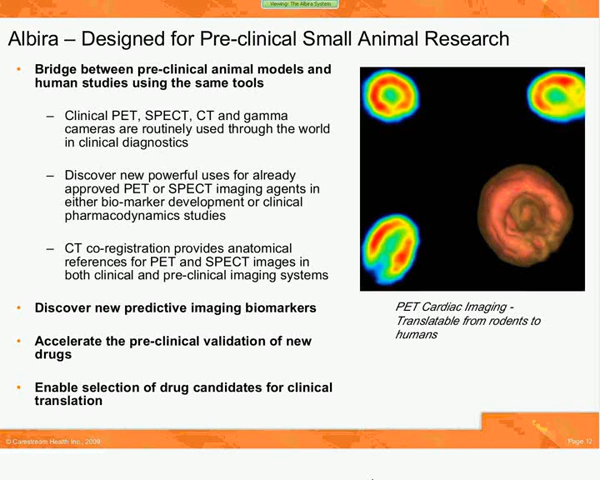 Viewing: The Albira System
Albira – Designed for Pre-clinical Small Animal Research
• Bridge between pre-clinical animal models and
human studies using the same tools
– Clinical PET, SPECT, CT and gamma
cameras are routinely used through the world
in clinical diagnostics
– Discover new powerful uses for already
approved PET or SPECT imaging agents in
either bio-marker development or clinical
pharmacodynamics studies
– CT co-registration provides anatomical
references for PET and SPECT images in
both clinical and pre-clinical imaging systems
• Discover new predictive imaging biomarkers
• Accelerate the pre-clinical validation of new
drugs
• Enable selection of drug candidates for clinical
translation
PET Cardiac Imaging -
Translatable from rodents to
humans
© Carestream Health Inc., 2009
Page 12